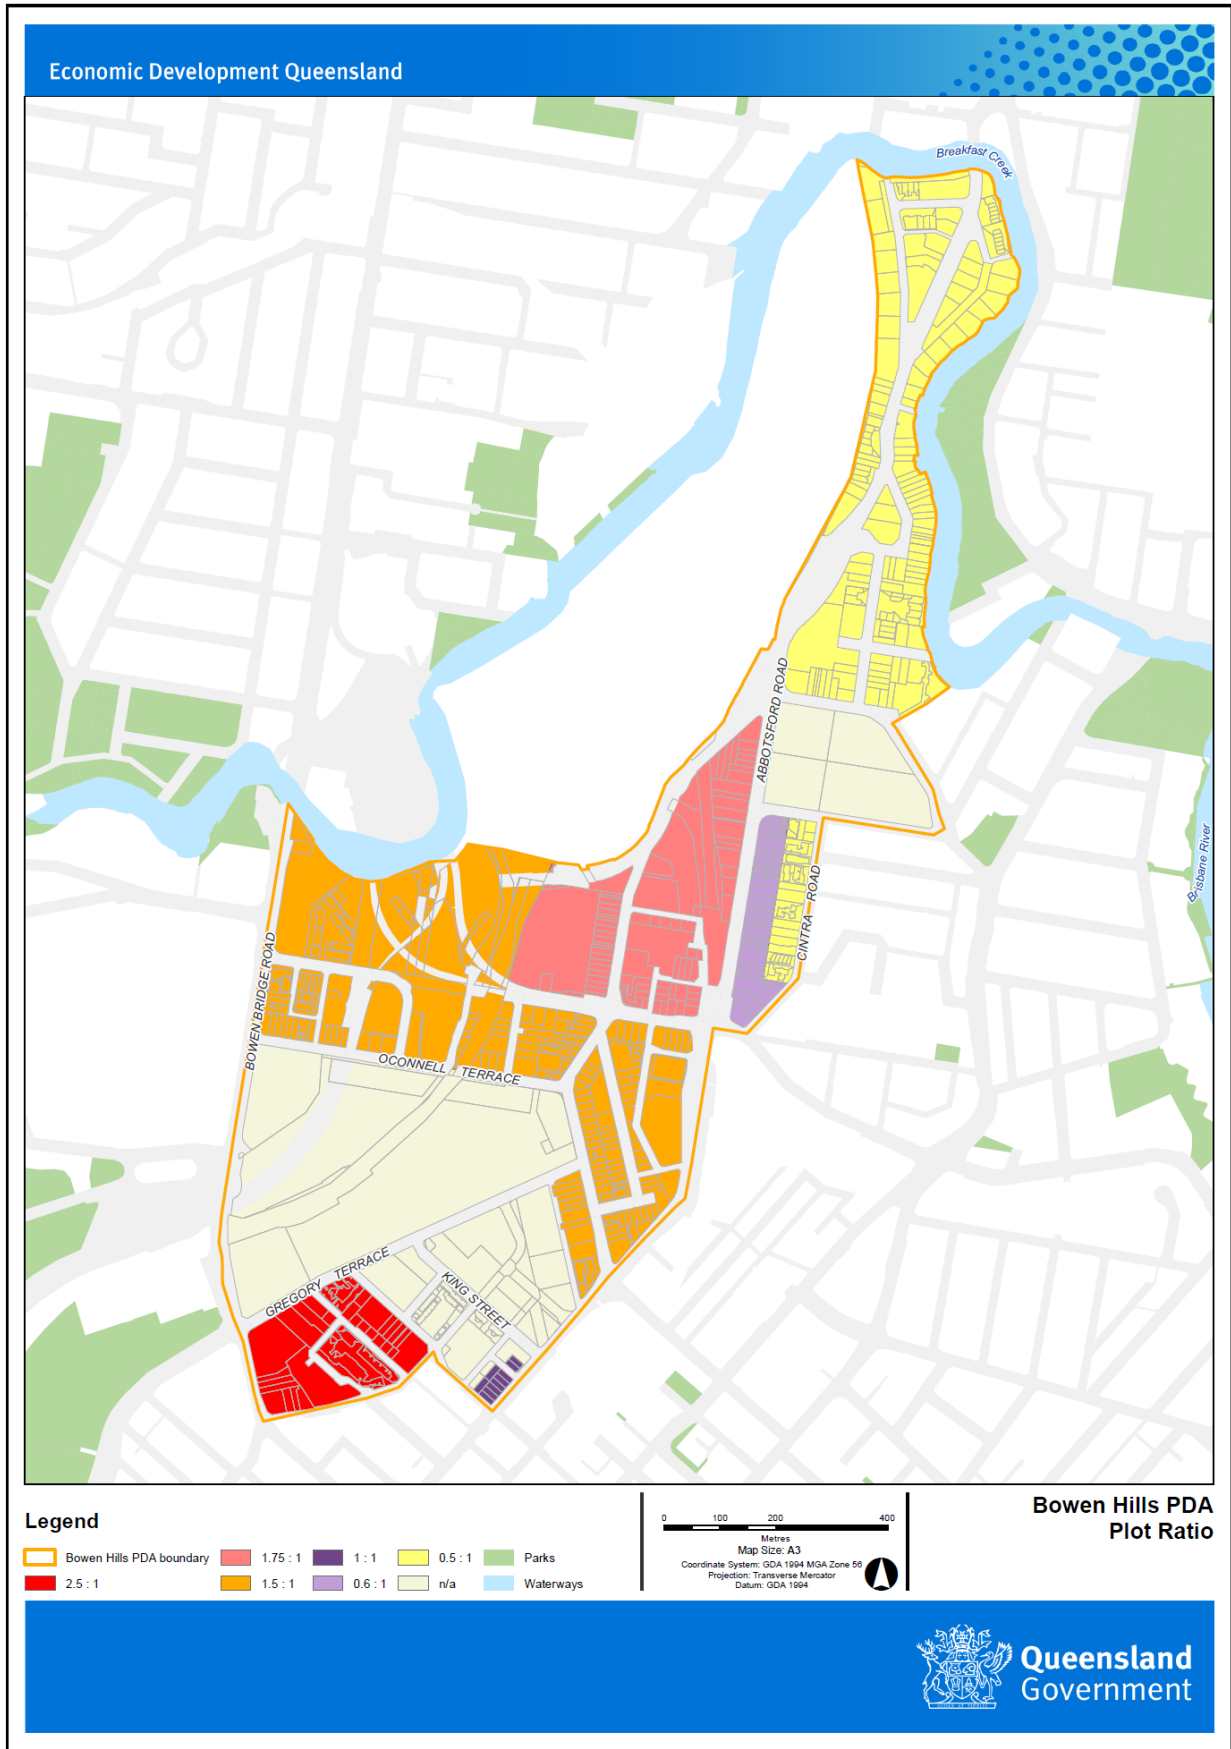 Economic Development Queensland
Breakfast Creek
ABBOTSFORD ROAD
Brisbane River
CINTRA ROAD
BOWEN BRIDGE ROAD
OCONNELL TERRACE
GREGORY TERRACE
KING STREET
Legend
Bowen Hills PDA boundary
2.5 : 1
1.75 : 1
1.5 : 1
1 : 1
0.6 : 1
0.5 : 1
n/a
Parks
Waterways
0 100 200 400
Metres
Map Size: A3
Coordinate System: GDA 1994 MGA Zone 56
Projection: Transverse Mercator
Datum: GDA 1994
Bowen Hills PDA
Plot Ratio
Queensland
Government